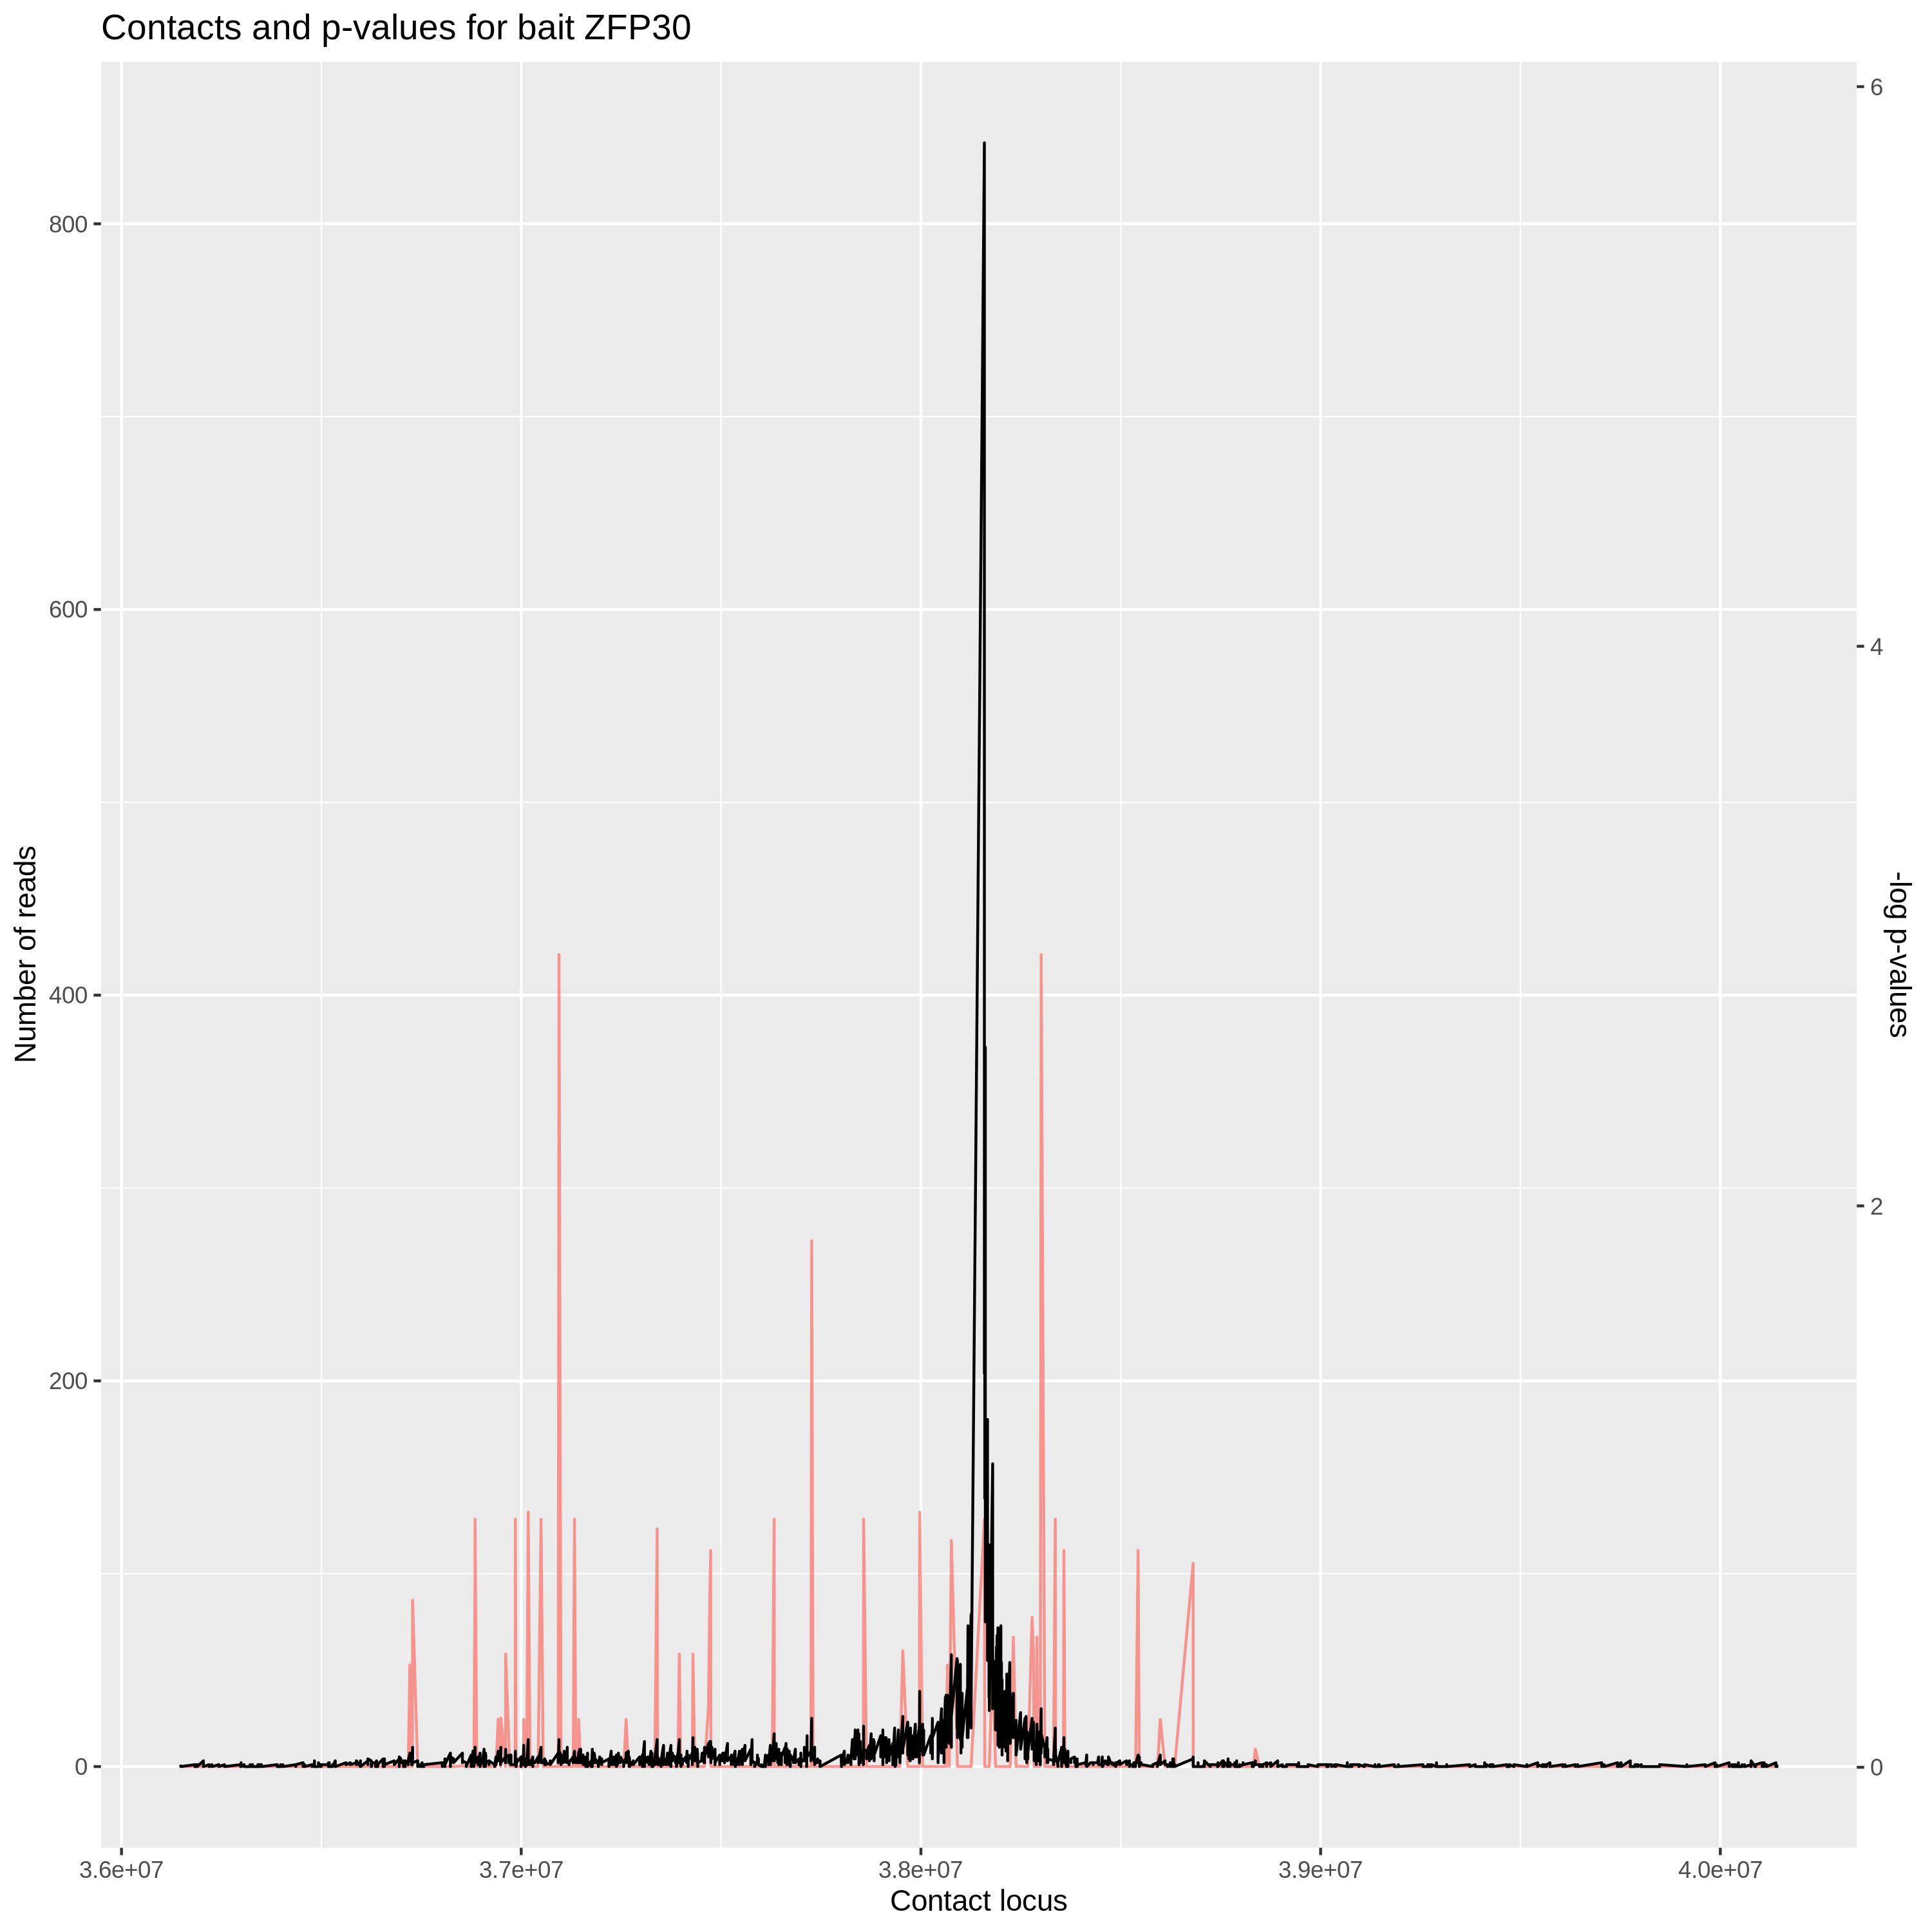 Contacts and p-values for bait ZFP30
6
800
4
600
Number of reads
-log p-values
400
2
200
0
0
3.6e+07 3.7e+07 3.8e+07 3.9e+07 4.0e+07
Contact locus